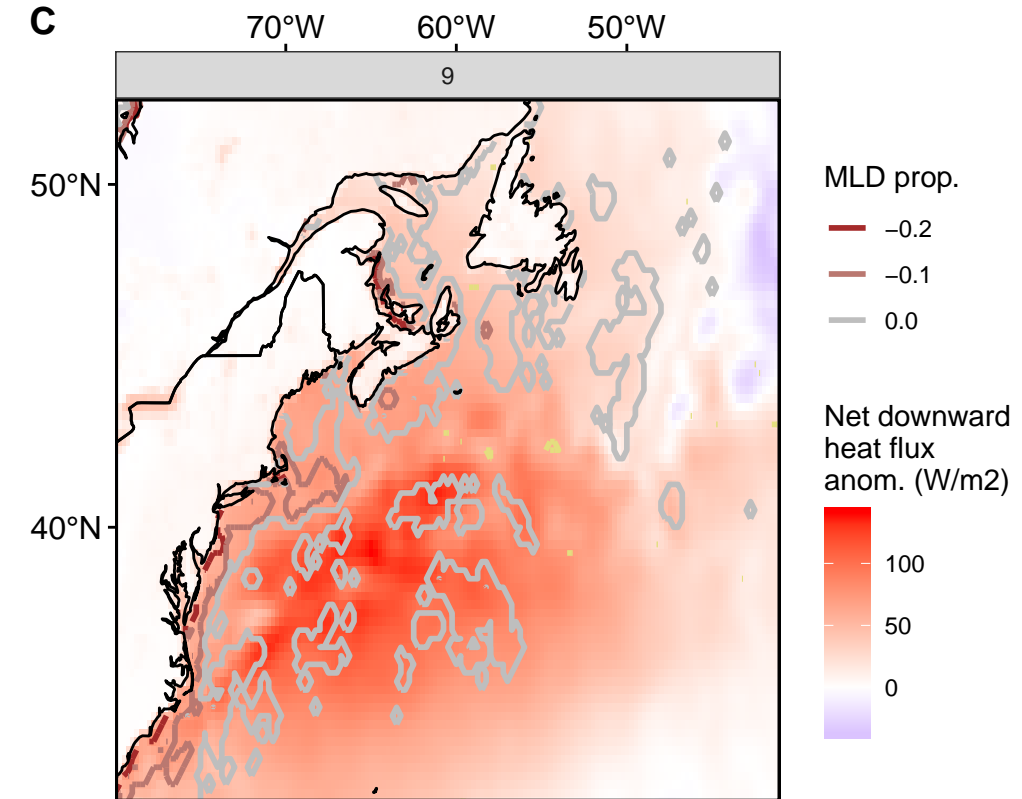 C
70°W 60°W 50°W
9
50°N
40°N
MLD prop.
−0.2
−0.1
0.0
Net downward
heat flux
anom. (W/m2)
100
50
0